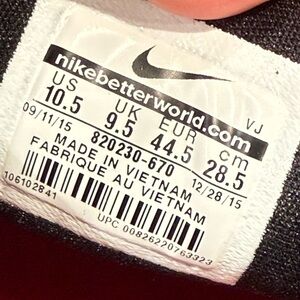 nikebetterworld.com
VJ
US UK EUR cm
10.5 9.5 44.5 28.5
09/11/15 820230-670 12/28/15
MADE IN VIETNAM
FABRIQUE AU VIETNAM
106102841
UPC 00826220763323